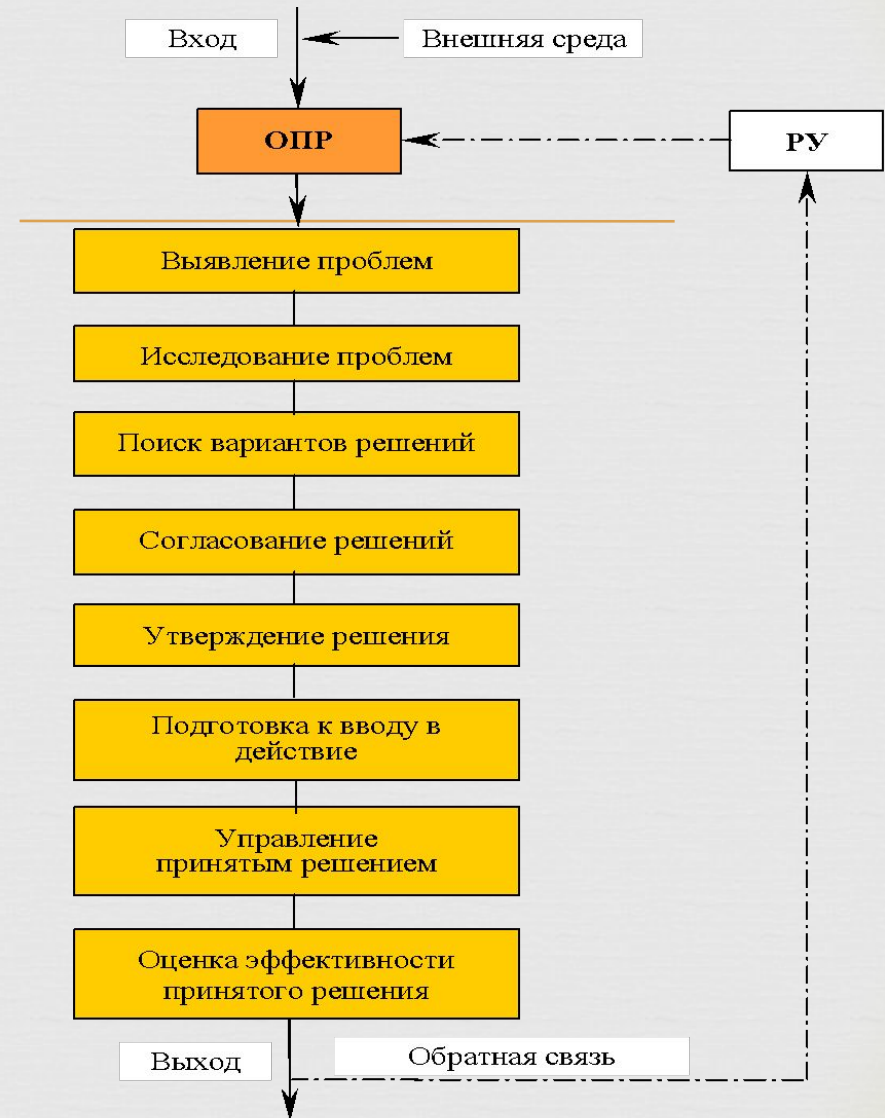 Вход
Внешняя среда
ОПР
РУ
Выявление проблем
Исследование проблем
Поиск вариантов решений
Согласование решений
Утверждение решения
Подготовка к вводу в
действие
Управление
принятым решением
Оценка эффективности
принятого решения
Выход
Обратная связь